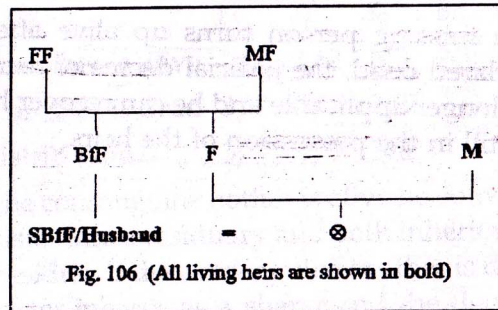 FF MF
BfF F M
SBfF/Husband = ⊗
Fig. 106 (All living heirs are shown in bold)